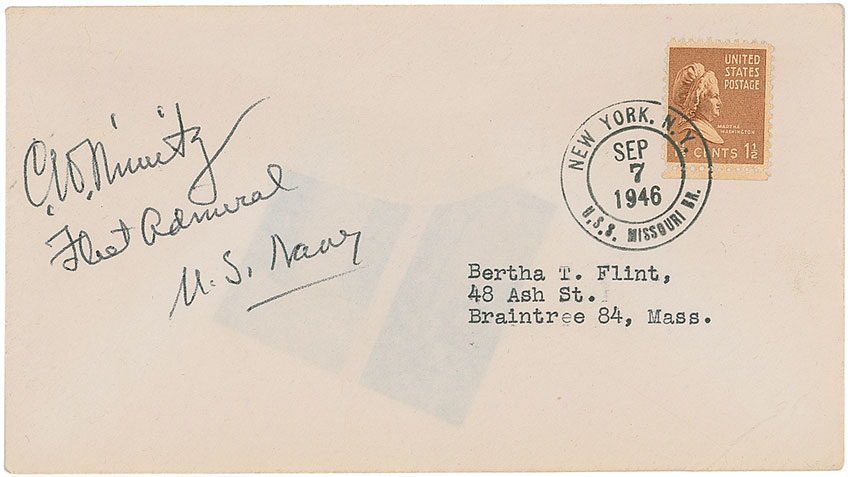 C.W. Nimitz
Fleet Admiral
U.S. Navy
UNITED
STATES
POSTAGE
MARTHA
WASHINGTON
CENTS 1½
NEW YORK, N.Y.
SEP
7
1946
U.S.S. MISSOURI BR.
Bertha T. Flint,
48 Ash St.
Braintree 84, Mass.